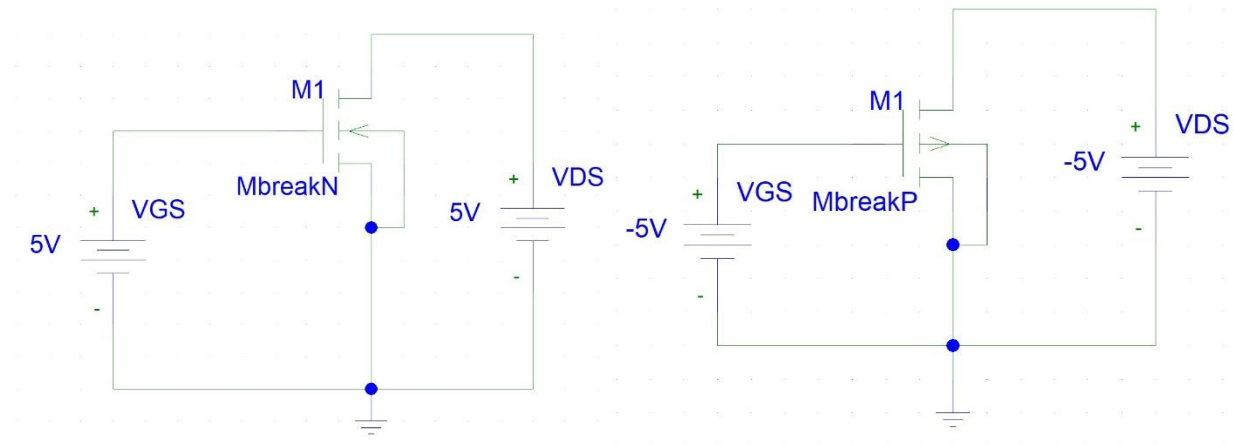 M1
MbreakN
+
VGS
5V
-
+
VDS
5V
-
M1
MbreakP
+
VGS
-5V
-
+
VDS
-5V
-